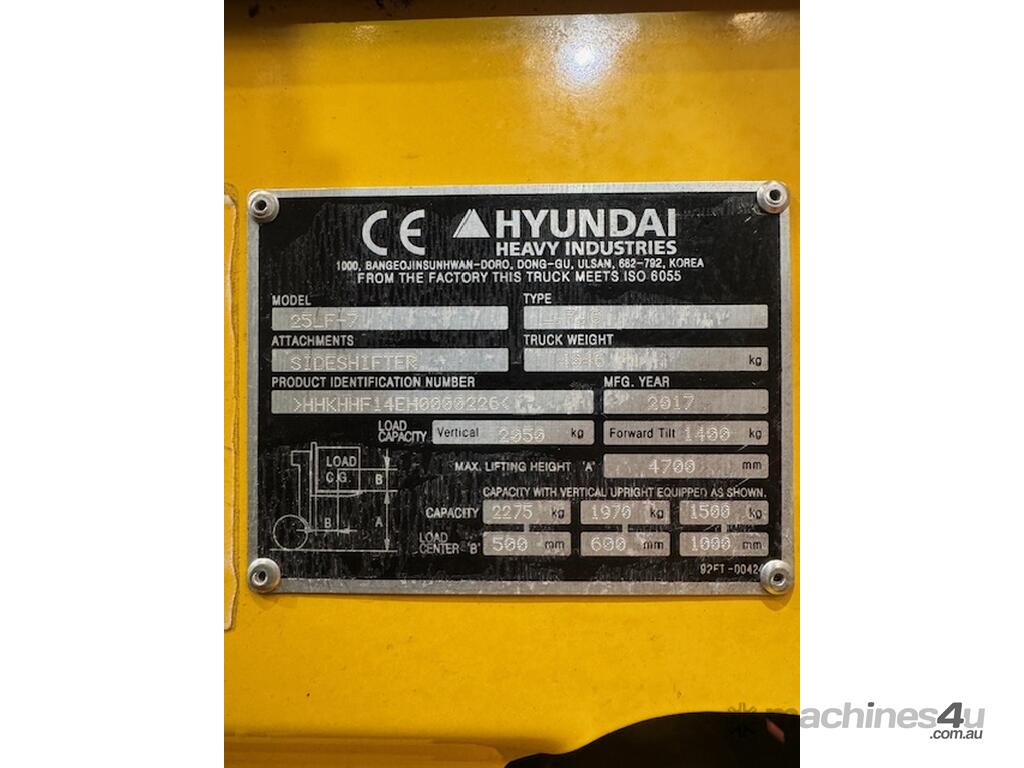 CE HYUNDAI
HEAVY INDUSTRIES
1000, BANGEOJINSUNHWAN-DORO, DONG-GU, ULSAN, 682-792, KOREA
FROM THE FACTORY THIS TRUCK MEETS ISO 6055
MODEL TYPE
25LF-7
ATTACHMENTS TRUCK WEIGHT
SIDESHIFTER kg
PRODUCT IDENTIFICATION NUMBER MFG. YEAR
>HHKHHF14EH0000226< 2017
LOAD CAPACITY Vertical 2050 kg Forward Tilt 1400 kg
MAX. LIFTING HEIGHT 'A' 4700 mm
LOAD
C.G. B
B A
CAPACITY WITH VERTICAL UPRIGHT EQUIPPED AS SHOWN.
CAPACITY 2275 kg 1970 kg 1500 kg
LOAD CENTER 'B' 500 mm 600 mm 1000 mm
machines4u
.com.au